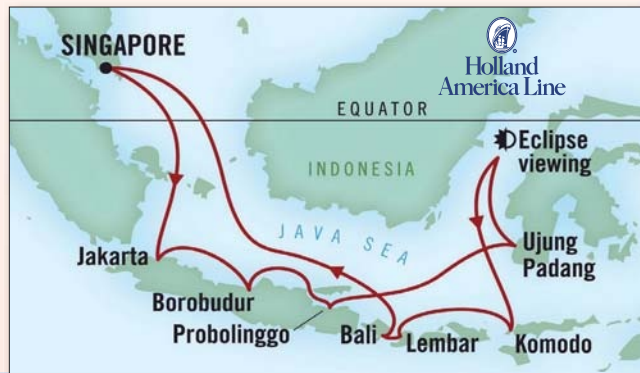 SINGAPORE
Holland
America Line
EQUATOR
Eclipse
viewing
INDONESIA
JAVA SEA
Ujung
Padang
Jakarta
Borobudur
Probolinggo
Bali
Lembar
Komodo